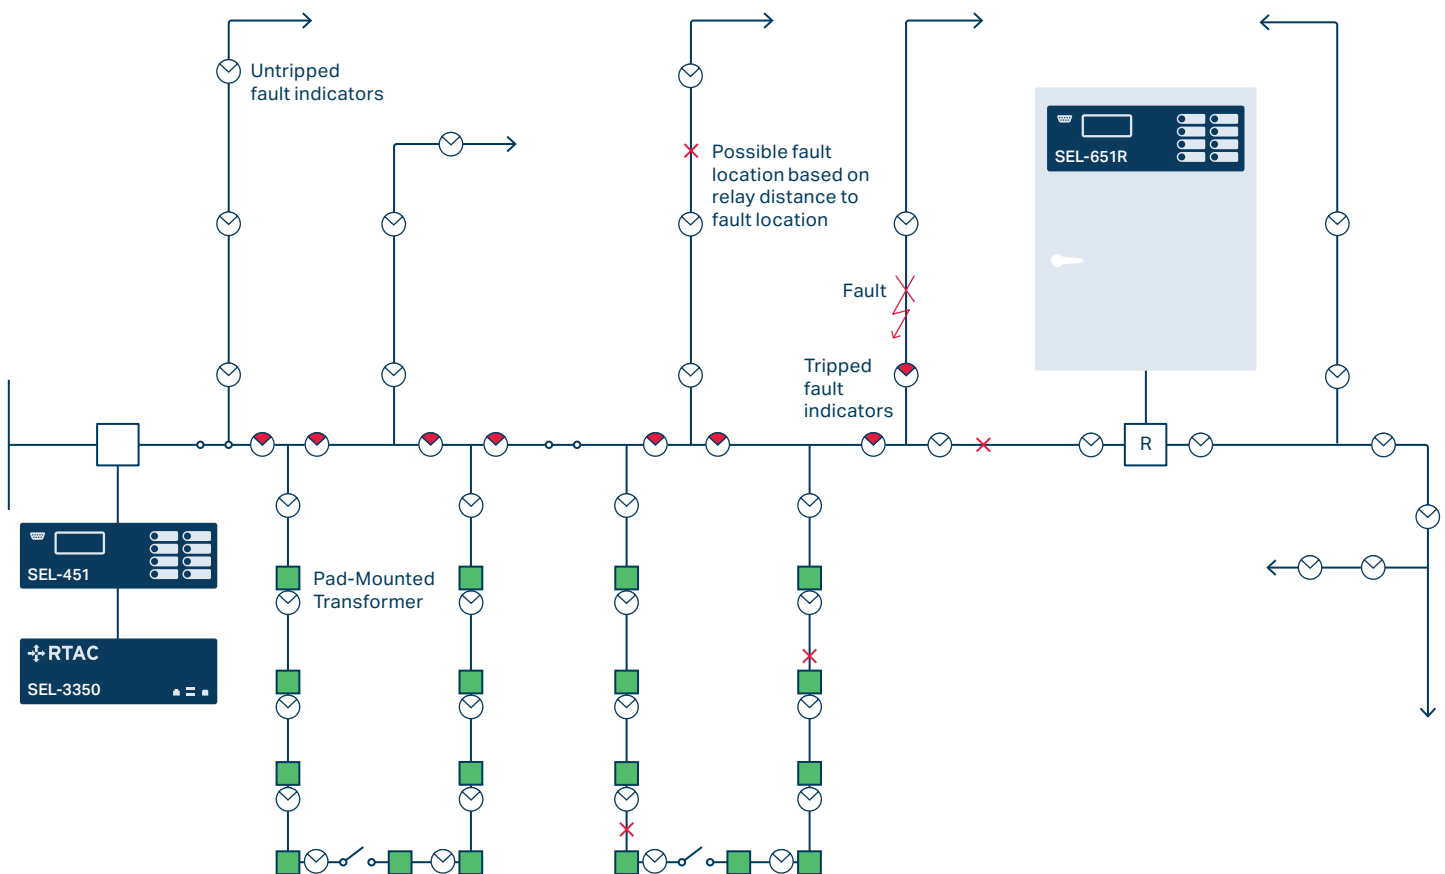 Untripped
fault indicators
Possible fault
location based on
relay distance to
fault location
SEL-651R
Fault
Tripped
fault
indicators
R
SEL-451
Pad-Mounted
Transformer
RTAC
SEL-3350